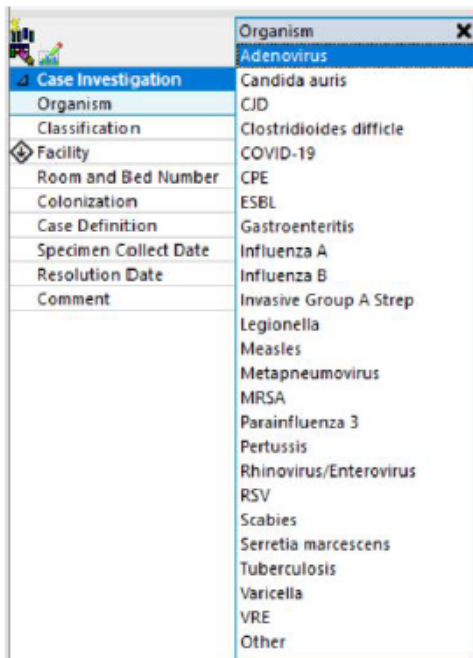 Case Investigation
Organism
Classification
Facility
Room and Bed Number
Colonization
Case Definition
Specimen Collect Date
Resolution Date
Comment
Organism
Adenovirus
Candida auris
CJD
Clostridioides difficle
COVID-19
CPE
ESBL
Gastroenteritis
Influenza A
Influenza B
Invasive Group A Strep
Legionella
Measles
Metapneumovirus
MRSA
Parainfluenza 3
Pertussis
Rhinovirus/Enterovirus
RSV
Scabies
Serretia marcescens
Tuberculosis
Varicella
VRE
Other